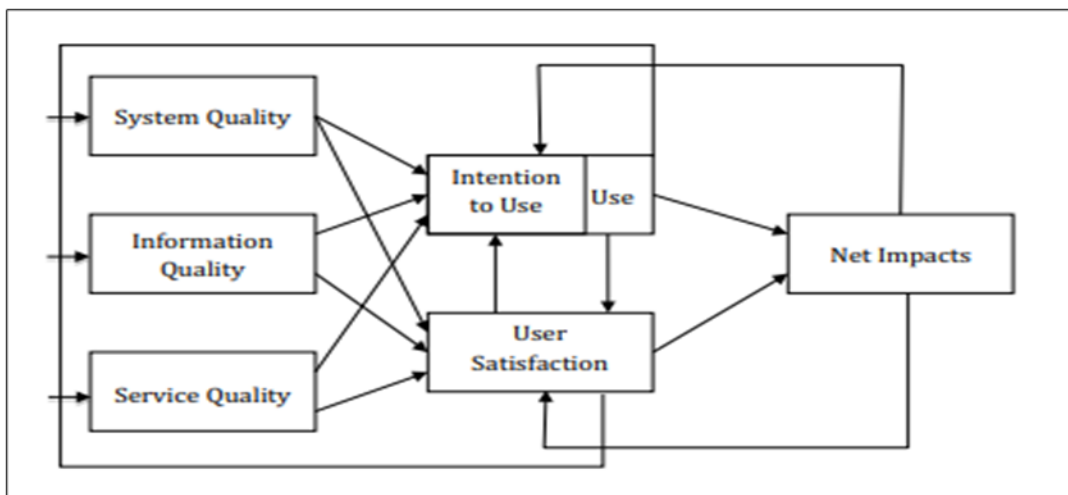 System Quality
Intention
to Use
Use
Information
Quality
Net Impacts
User
Satisfaction
Service Quality